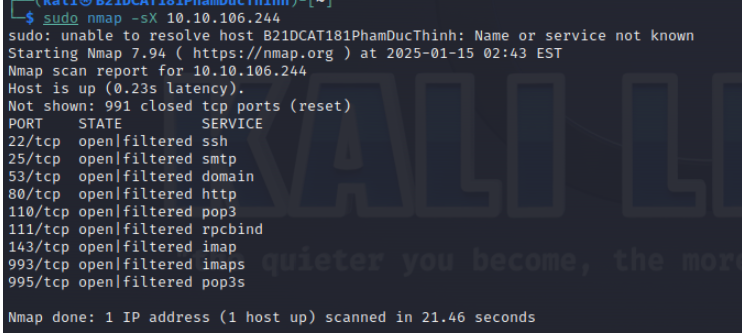 (kali㉿B21DCAT181PhamDucThinh)-[~]
$ sudo nmap -sX 10.10.106.244
sudo: unable to resolve host B21DCAT181PhamDucThinh: Name or service not known
Starting Nmap 7.94 ( https://nmap.org ) at 2025-01-15 02:43 EST
Nmap scan report for 10.10.106.244
Host is up (0.23s latency).
Not shown: 991 closed tcp ports (reset)
PORT    STATE         SERVICE
22/tcp  open|filtered ssh
25/tcp  open|filtered smtp
53/tcp  open|filtered domain
80/tcp  open|filtered http
110/tcp open|filtered pop3
111/tcp open|filtered rpcbind
143/tcp open|filtered imap
993/tcp open|filtered imaps
995/tcp open|filtered pop3s
Nmap done: 1 IP address (1 host up) scanned in 21.46 seconds
KALI LI
quieter you become, the more